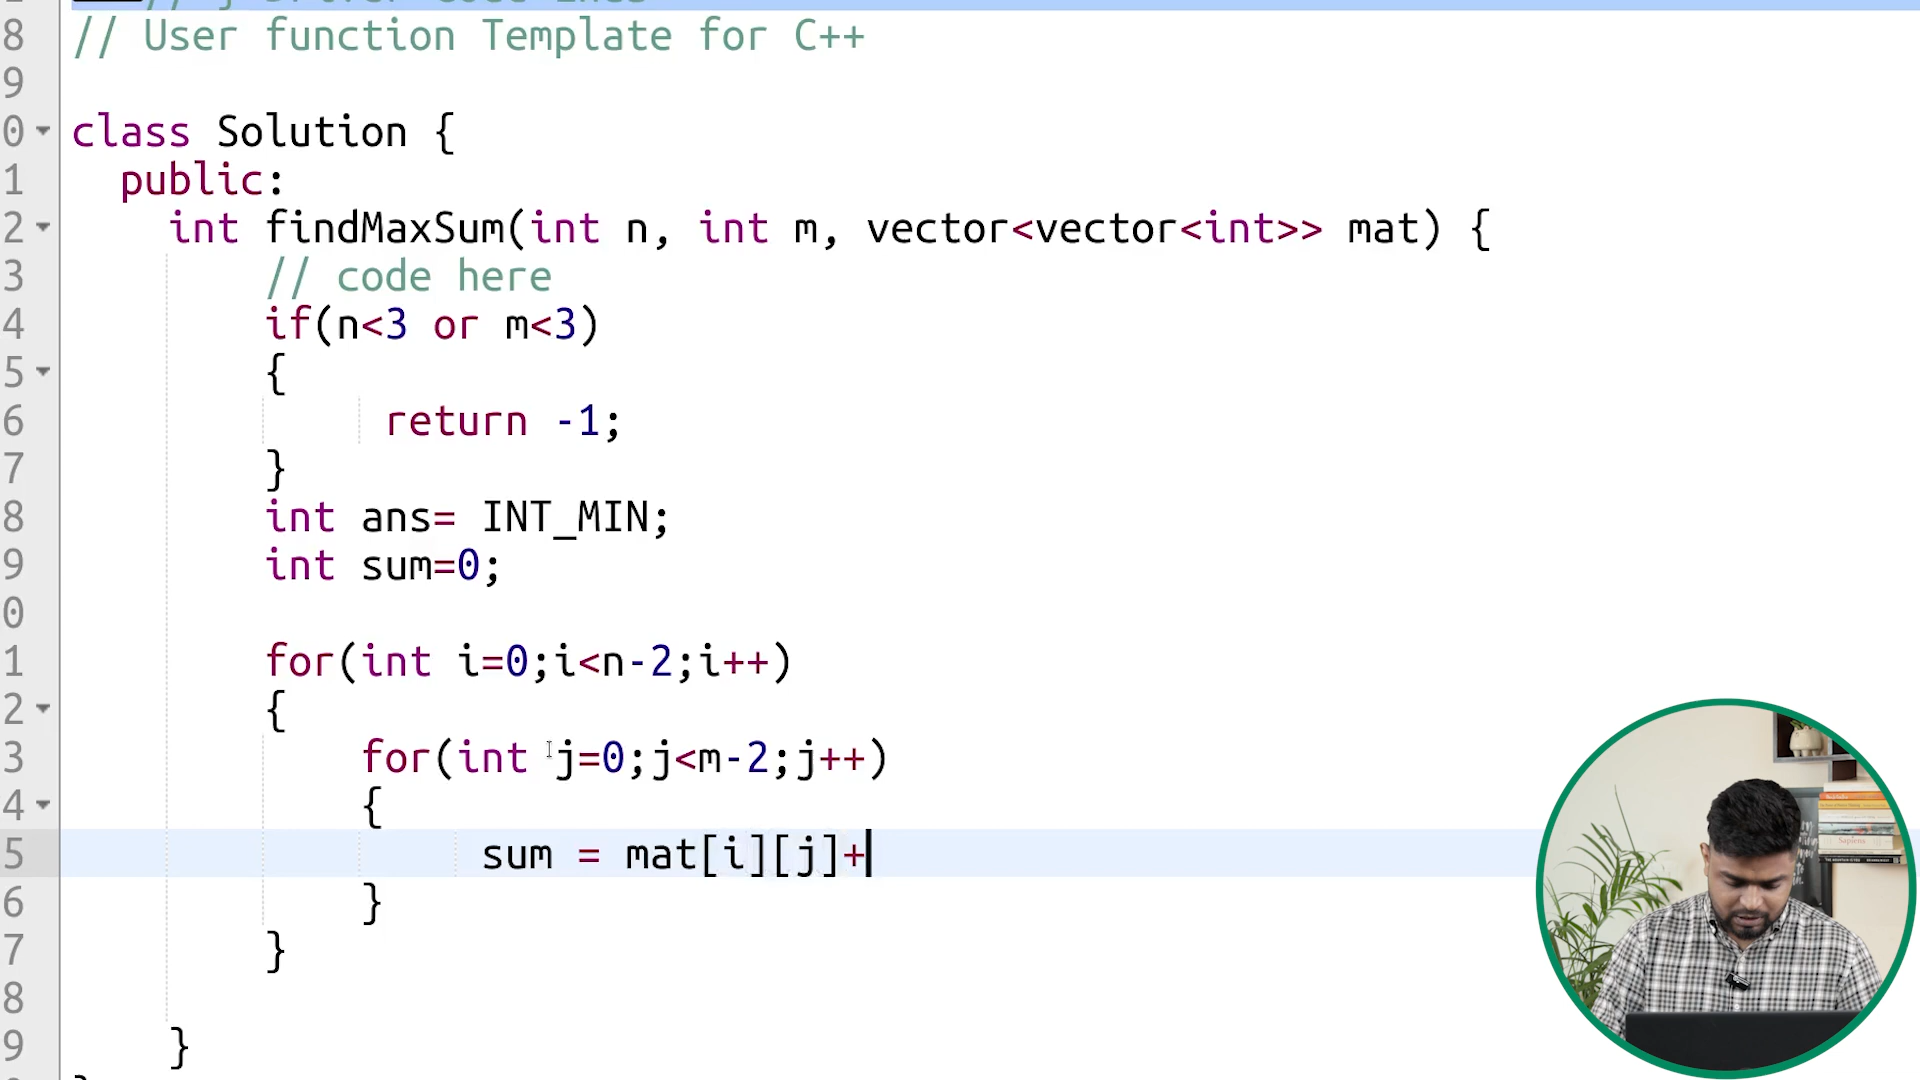 8
// User function Template for C++
9
0 class Solution {
1 public:
2 int findMaxSum(int n, int m, vector<vector<int>> mat) {
3 // code here
4 if(n<3 or m<3)
5 {
6 return -1;
7 }
8 int ans= INT_MIN;
9 int sum=0;
0
1 for(int i=0;i<n-2;i++)
2 {
3 for(int j=0;j<m-2;j++)
4 {
5 sum = mat[i][j]+
6 }
7 }
8
9 }